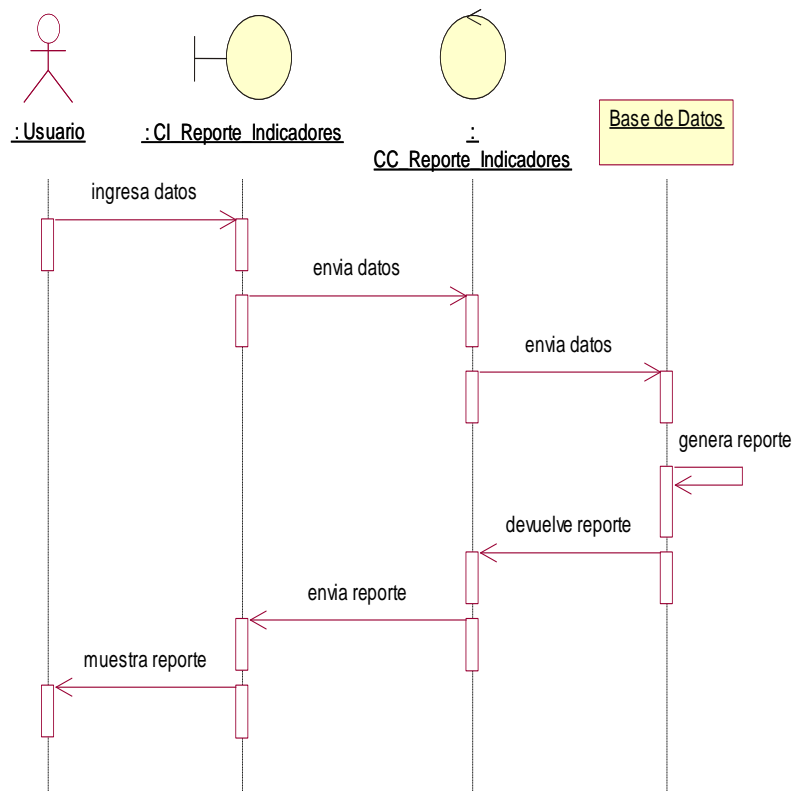 : Usuario
: CI_Reporte_Indicadores
:
CC_Reporte_Indicadores
Base de Datos
ingresa datos
envia datos
envia datos
genera reporte
devuelve reporte
envia reporte
muestra reporte